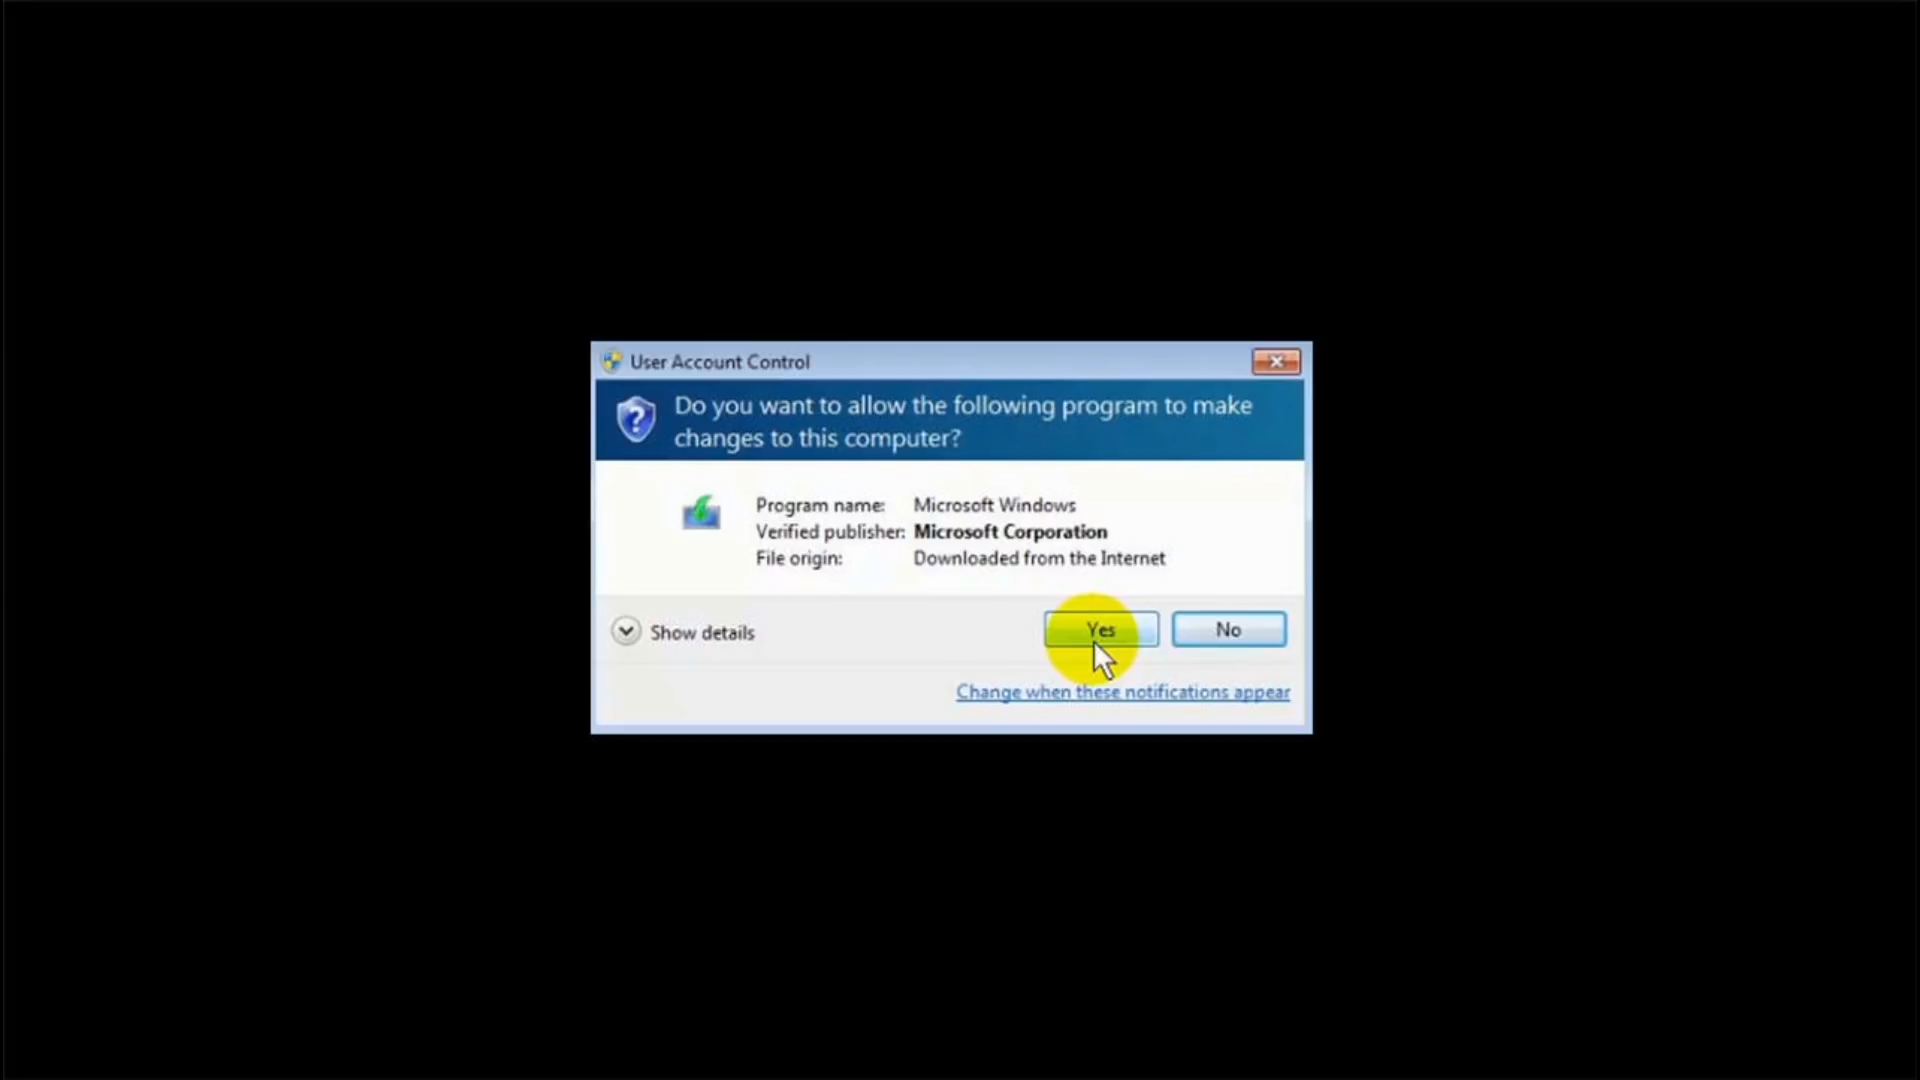 User Account Control
Do you want to allow the following program to make
changes to this computer?
Program name: Microsoft Windows
Verified publisher: Microsoft Corporation
File origin: Downloaded from the Internet
Show details
Yes
No
Change when these notifications appear